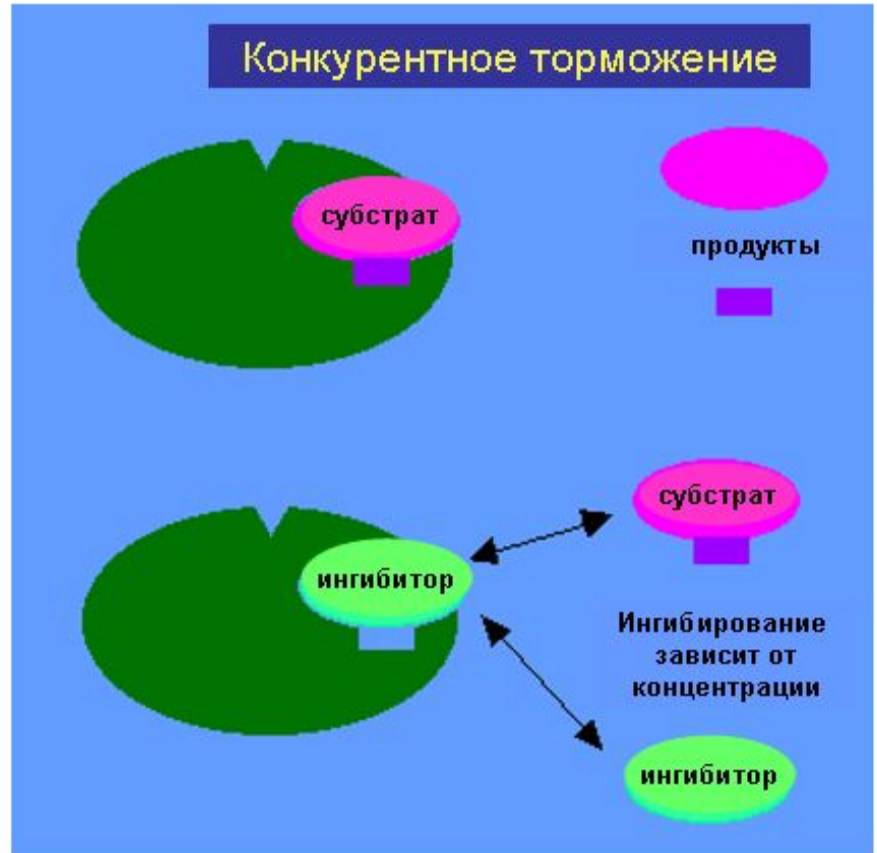 Конкурентное торможение
субстрат
продукты
субстрат
ингибитор
Ингибирование
зависит от
концентрации
ингибитор